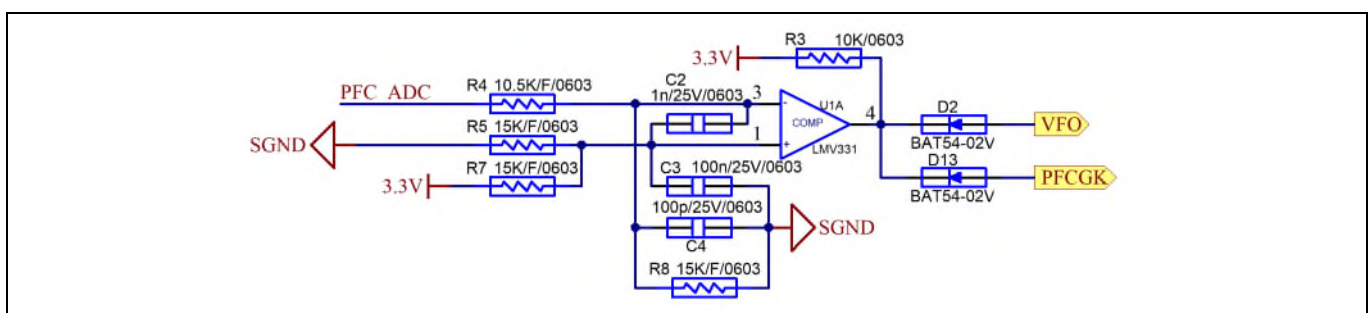 R3 10K/0603
3.3V
PFC ADC
R4 10.5K/F/0603
C2
1n/25V/0603
3
-
U1A
COMP
4
D2
VFO
BAT54-02V
SGND
R5 15K/F/0603
1
+
LMV331
D13
PFCGK
BAT54-02V
3.3V
R7 15K/F/0603
C3 100n/25V/0603
100p/25V/0603
C4
SGND
R8 15K/F/0603